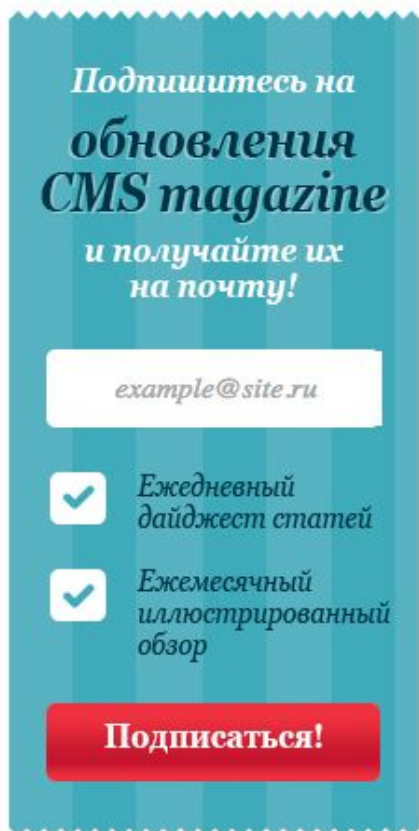 Подпишитесь на
обновления
CMS magazine
и получайте их
на почту!
example@site.ru
Ежедневный
дайджест статей
Ежемесячный
иллюстрированный
обзор
Подписаться!